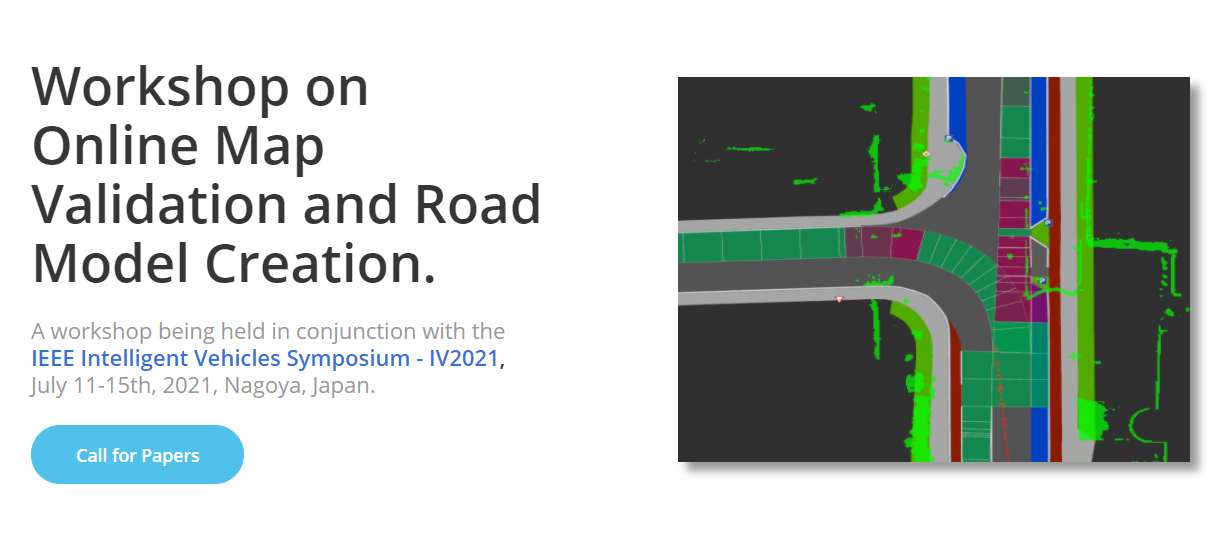 Workshop on
Online Map
Validation and Road
Model Creation.
A workshop being held in conjunction with the
IEEE Intelligent Vehicles Symposium - IV2021,
July 11-15th, 2021, Nagoya, Japan.
Call for Papers